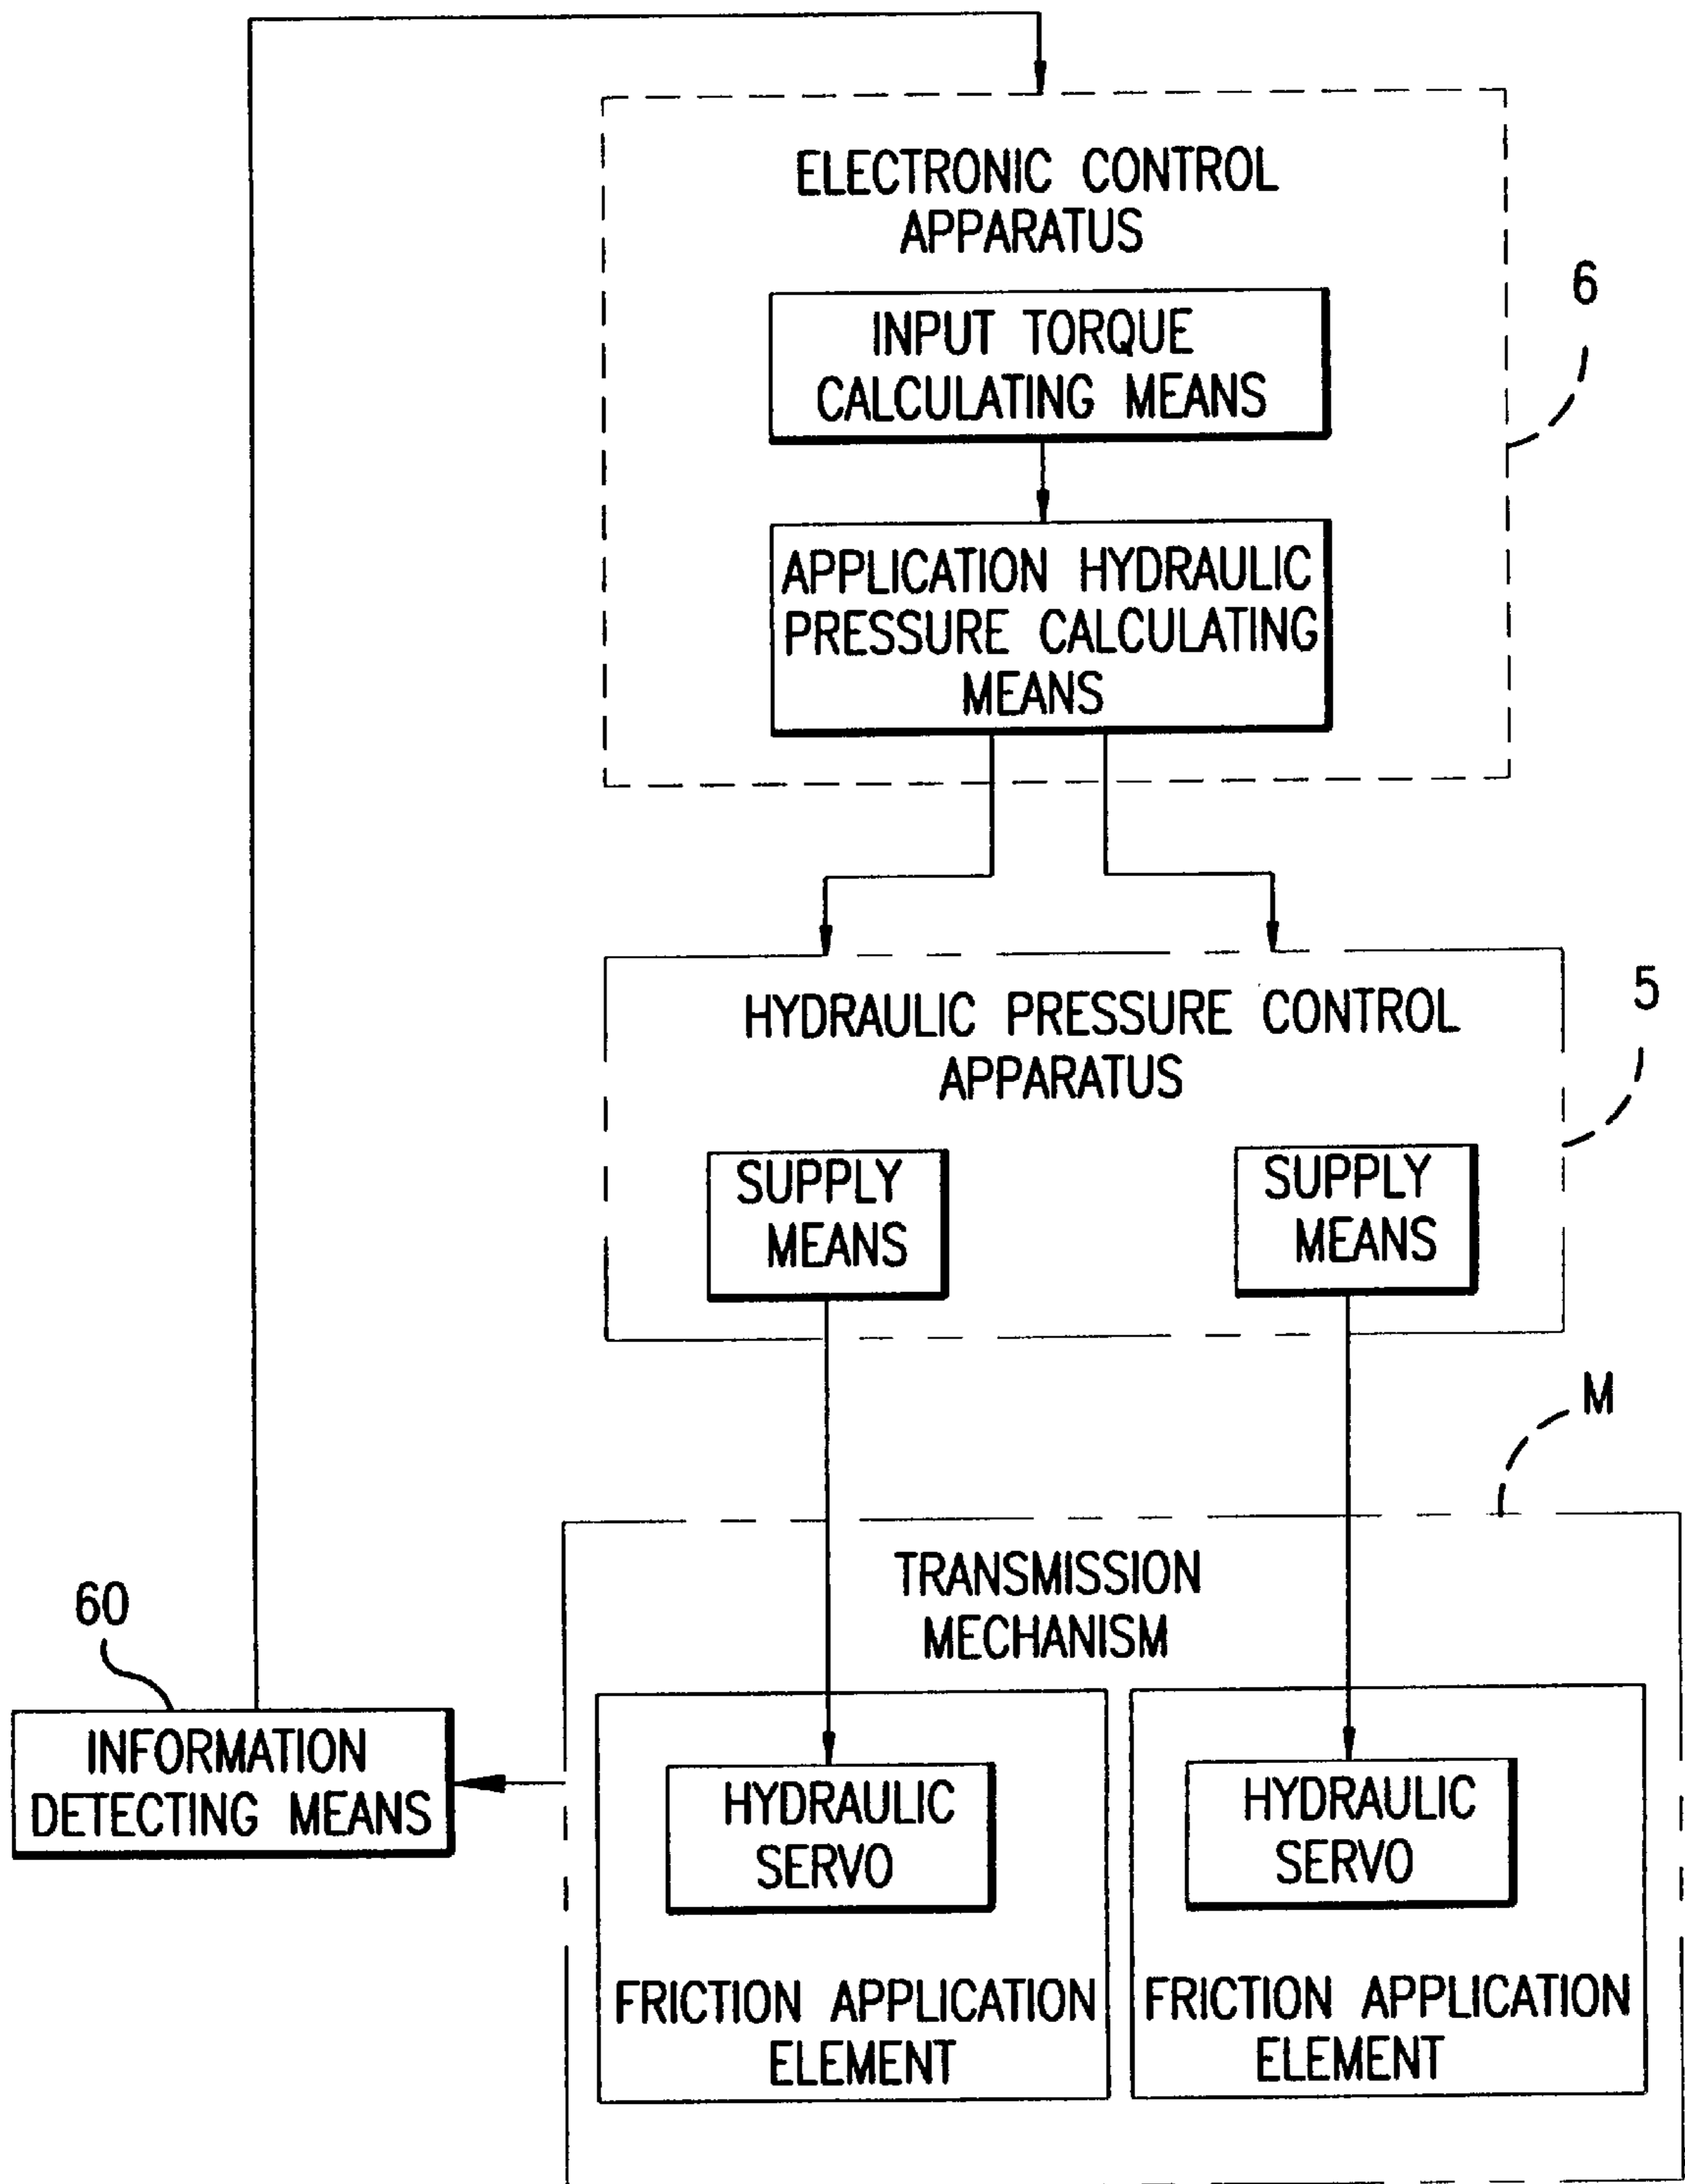 ELECTRONIC CONTROL
APPARATUS
6
INPUT TORQUE
CALCULATING MEANS
APPLICATION HYDRAULIC
PRESSURE CALCULATING
MEANS
5
HYDRAULIC PRESSURE CONTROL
APPARATUS
SUPPLY
MEANS
SUPPLY
MEANS
M
TRANSMISSION
MECHANISM
60
INFORMATION
DETECTING MEANS
HYDRAULIC
SERVO
HYDRAULIC
SERVO
FRICTION APPLICATION
ELEMENT
FRICTION APPLICATION
ELEMENT